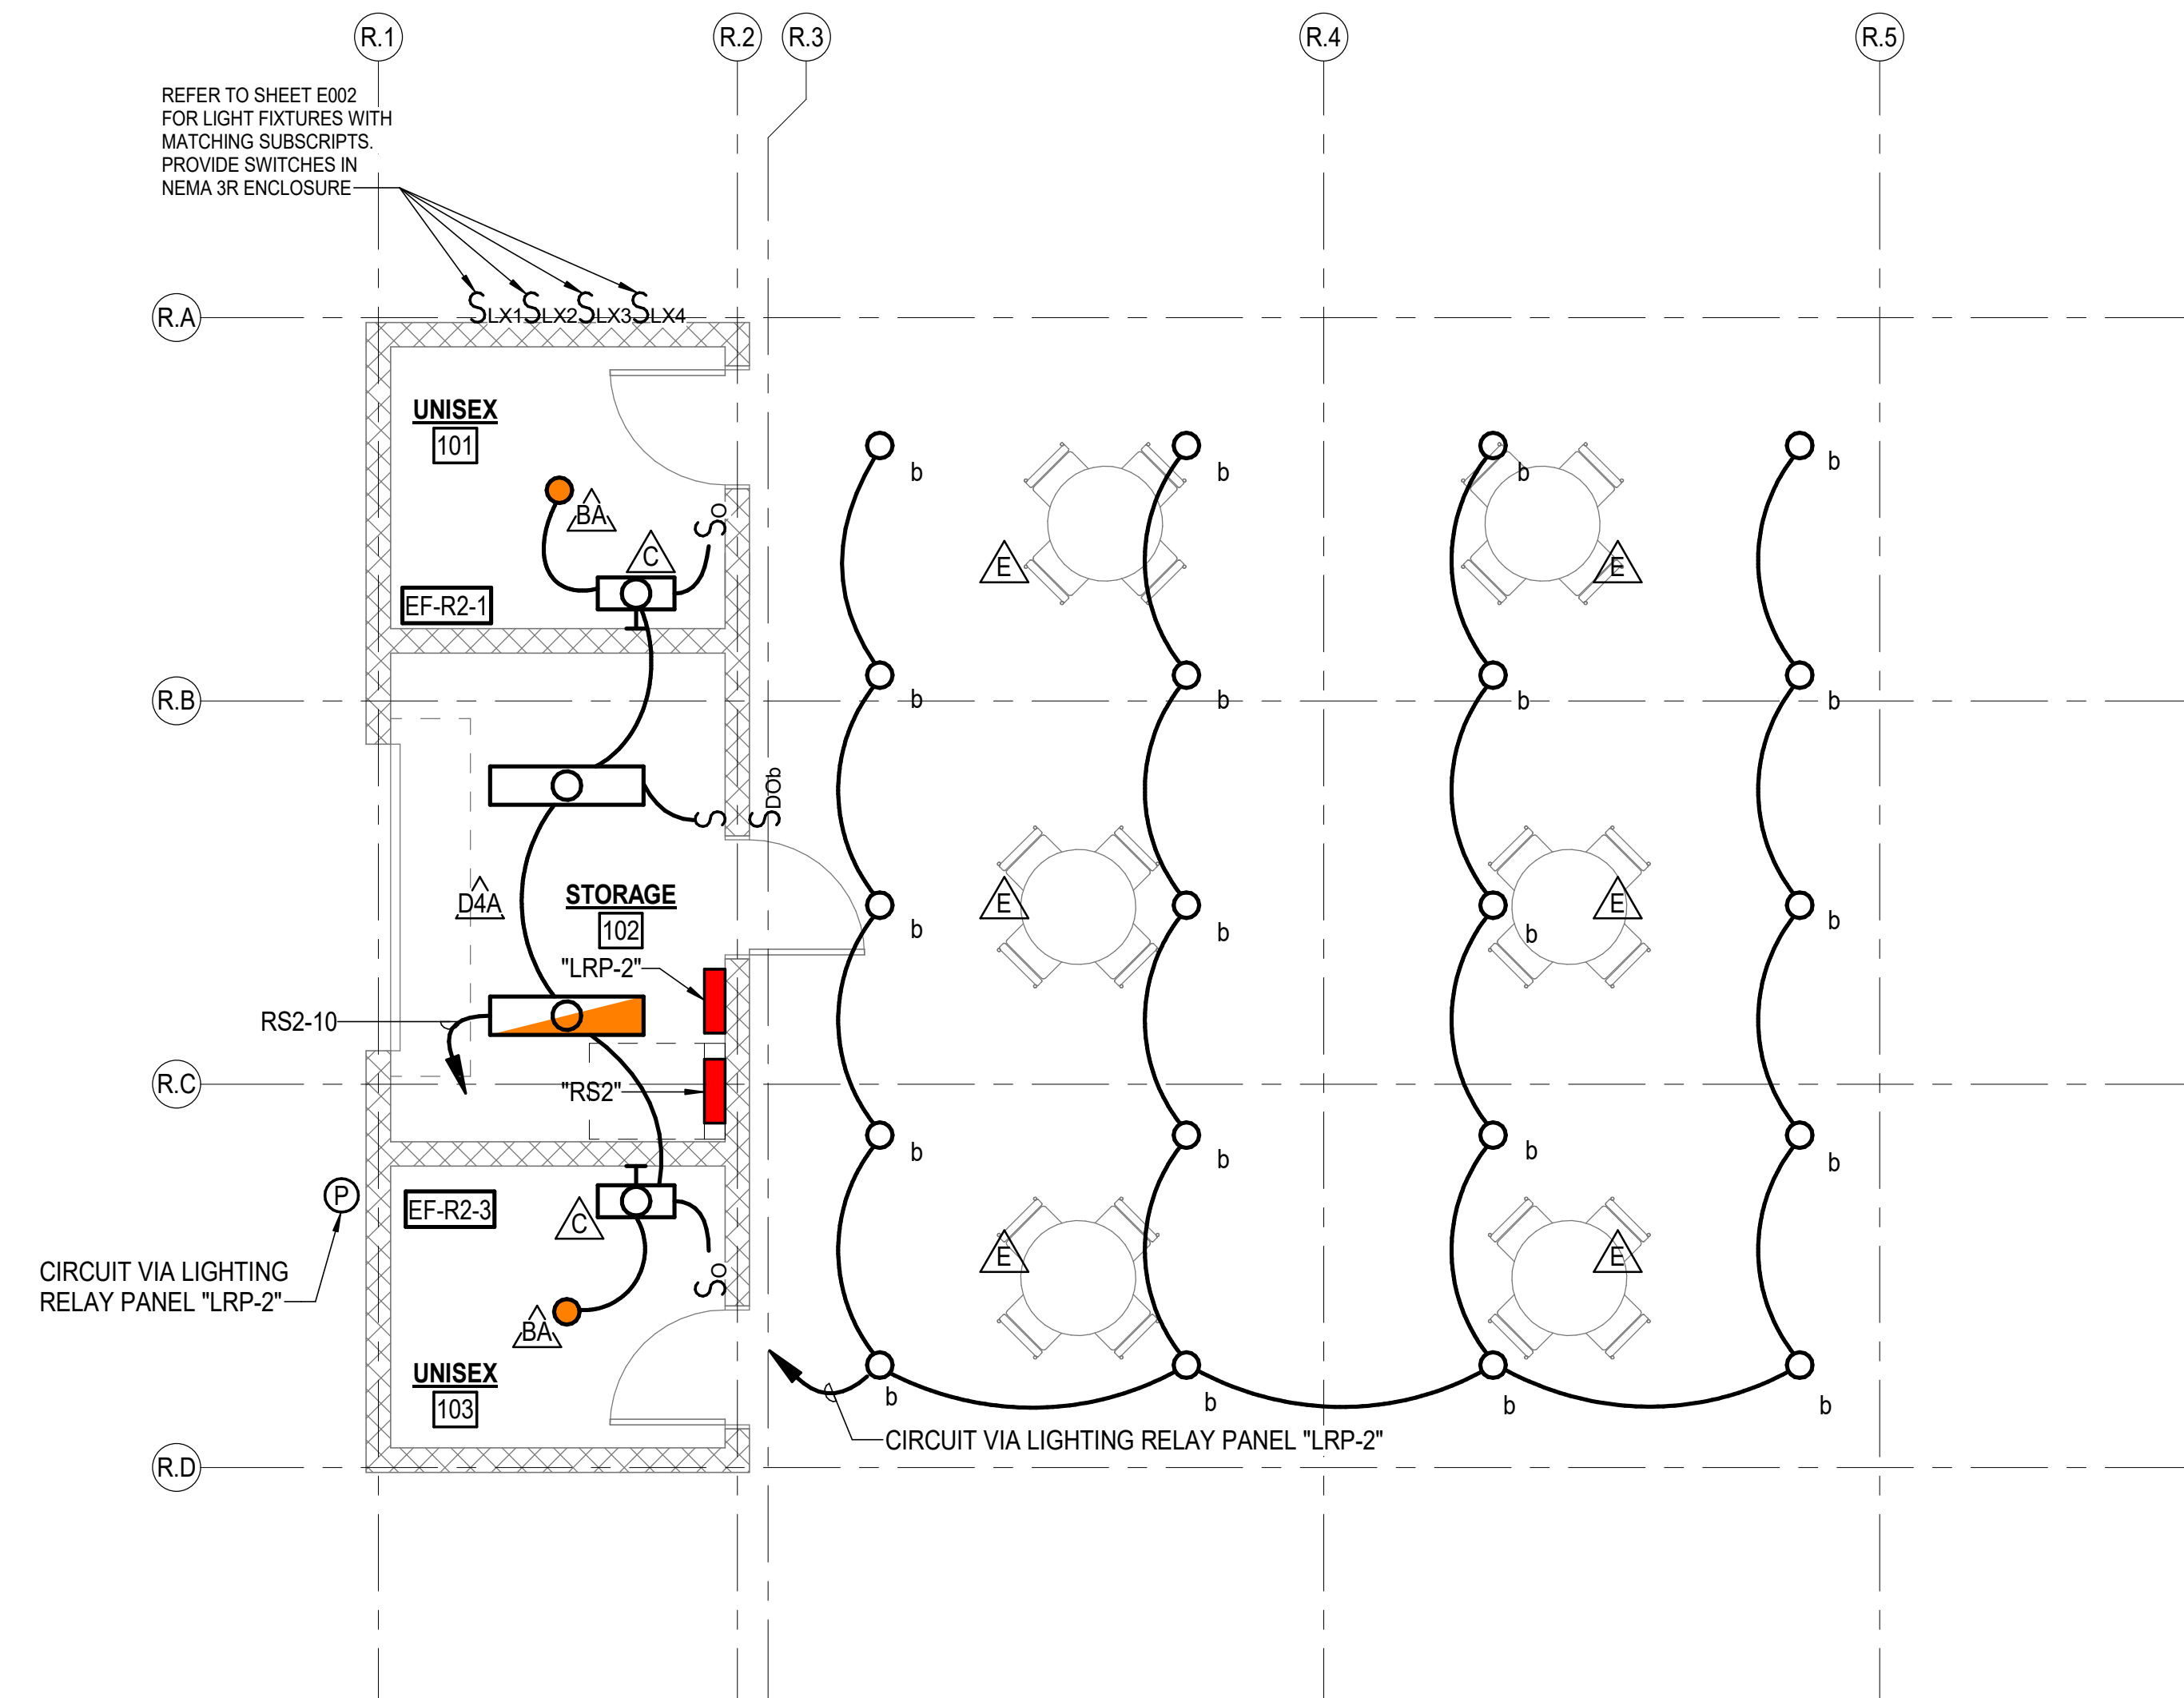 R.1
R.2
R.3
R.4
R.5
REFER TO SHEET E002
FOR LIGHT FIXTURES WITH
MATCHING SUBSCRIPTS.
PROVIDE SWITCHES IN
NEMA 3R ENCLOSURE
SLX1 SLX2 SLX3 SLX4
R.A
UNISEX
101
b
b
b
b
BA
SO
C
E
E
EF-R2-1
R.B
b
b
b
b
S
SDOb
D4A
STORAGE
102
E
E
b
b
b
b
"LRP-2"
RS2-10
R.C
"RS2"
b
b
b
b
P
EF-R2-3
C
E
E
SO
CIRCUIT VIA LIGHTING
RELAY PANEL "LRP-2"
BA
UNISEX
103
b
b
b
b
CIRCUIT VIA LIGHTING RELAY PANEL "LRP-2"
R.D